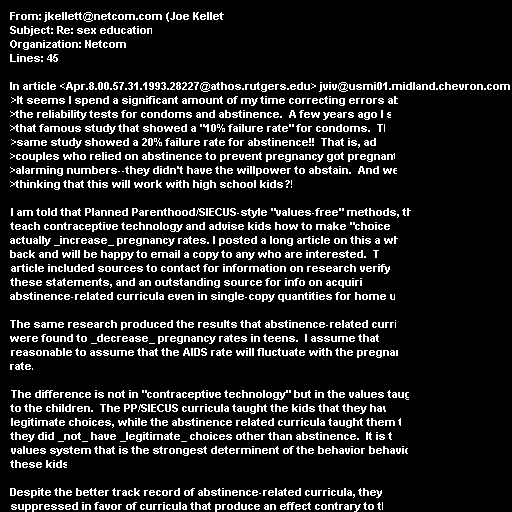 From: jkellett@netcom.com (Joe Kellet
Subject: Re: sex education
Organization: Netcom
Lines: 45
In article <Apr.8.00.57.31.1993.28227@athos.rutgers.edu> jviv@usmi01.midland.chevron.com
>It seems I spend a significant amount of my time correcting errors
>the reliability tests for condoms and abstinence.  A few years ago I
>that famous study that showed a "10% failure rate" for condoms.
>same study showed a 20% failure rate for abstinence!!  That is, ad
>couples who relied on abstinence to prevent pregnancy got pregnant
>alarming numbers--they didn't have the willpower to abstain.  And we
>thinking that this will work with high school kids?!
I am told that Planned Parenthood/SIECUS-style "values-free" methods,
teach contraceptive technology and advise kids how to make "choice
actually _increase_ pregnancy rates. I posted a long article on this a
back and will be happy to email a copy to any who are interested.  T
article included sources to contact for information on research verify
these statements, and an outstanding source for info on acquiri
abstinence-related curricula even in single-copy quantities for home
The same research produced the results that abstinence-related curri
were found to _decrease_ pregnancy rates in teens.  I assume that
reasonable to assume that the AIDS rate will fluctuate with the pregnan
rate.
The difference is not in "contraceptive technology" but in the values taug
to the children.  The PP/SIECUS curricula taught the kids that they hav
legitimate choices, while the abstinence related curricula taught them
they did _not_ have _legitimate_ choices other than abstinence.  It is
values system that is the strongest determinent of the behavior behavio
these kids
Despite the better track record of abstinence-related curricula, they
suppressed in favor of curricula that produce an effect contrary to